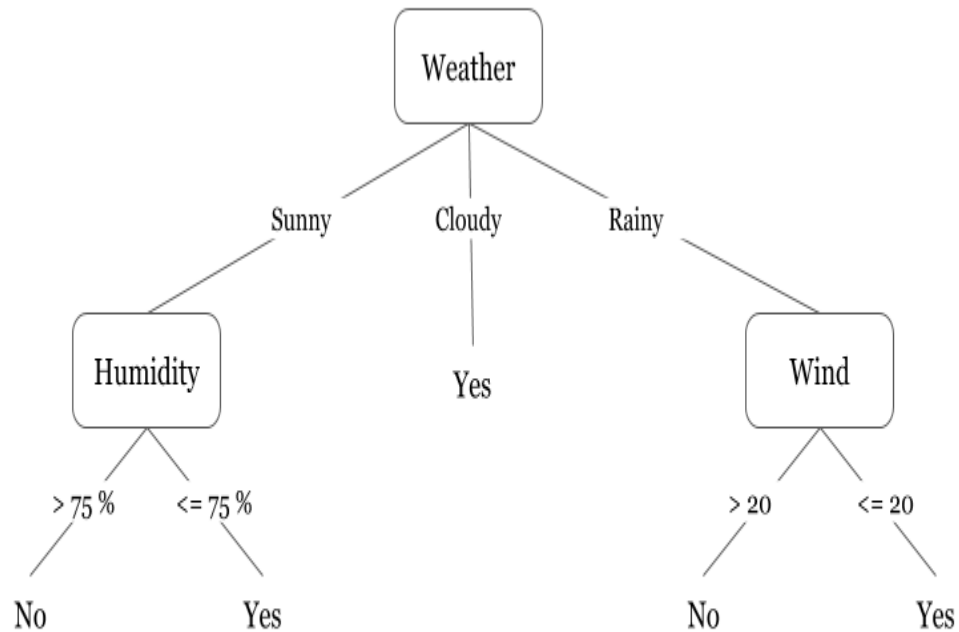 Weather
Sunny Cloudy Rainy
Humidity
Yes
Wind
> 75 % <= 75 % > 20 <= 20
No Yes No Yes